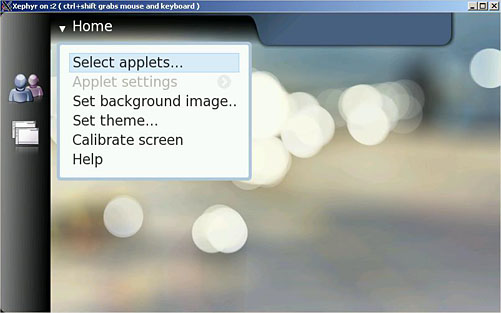 Xephyr on :2 ( ctrl+shift grabs mouse and keyboard )
Home
Select applets...
Applet settings
Set background image..
Set theme...
Calibrate screen
Help